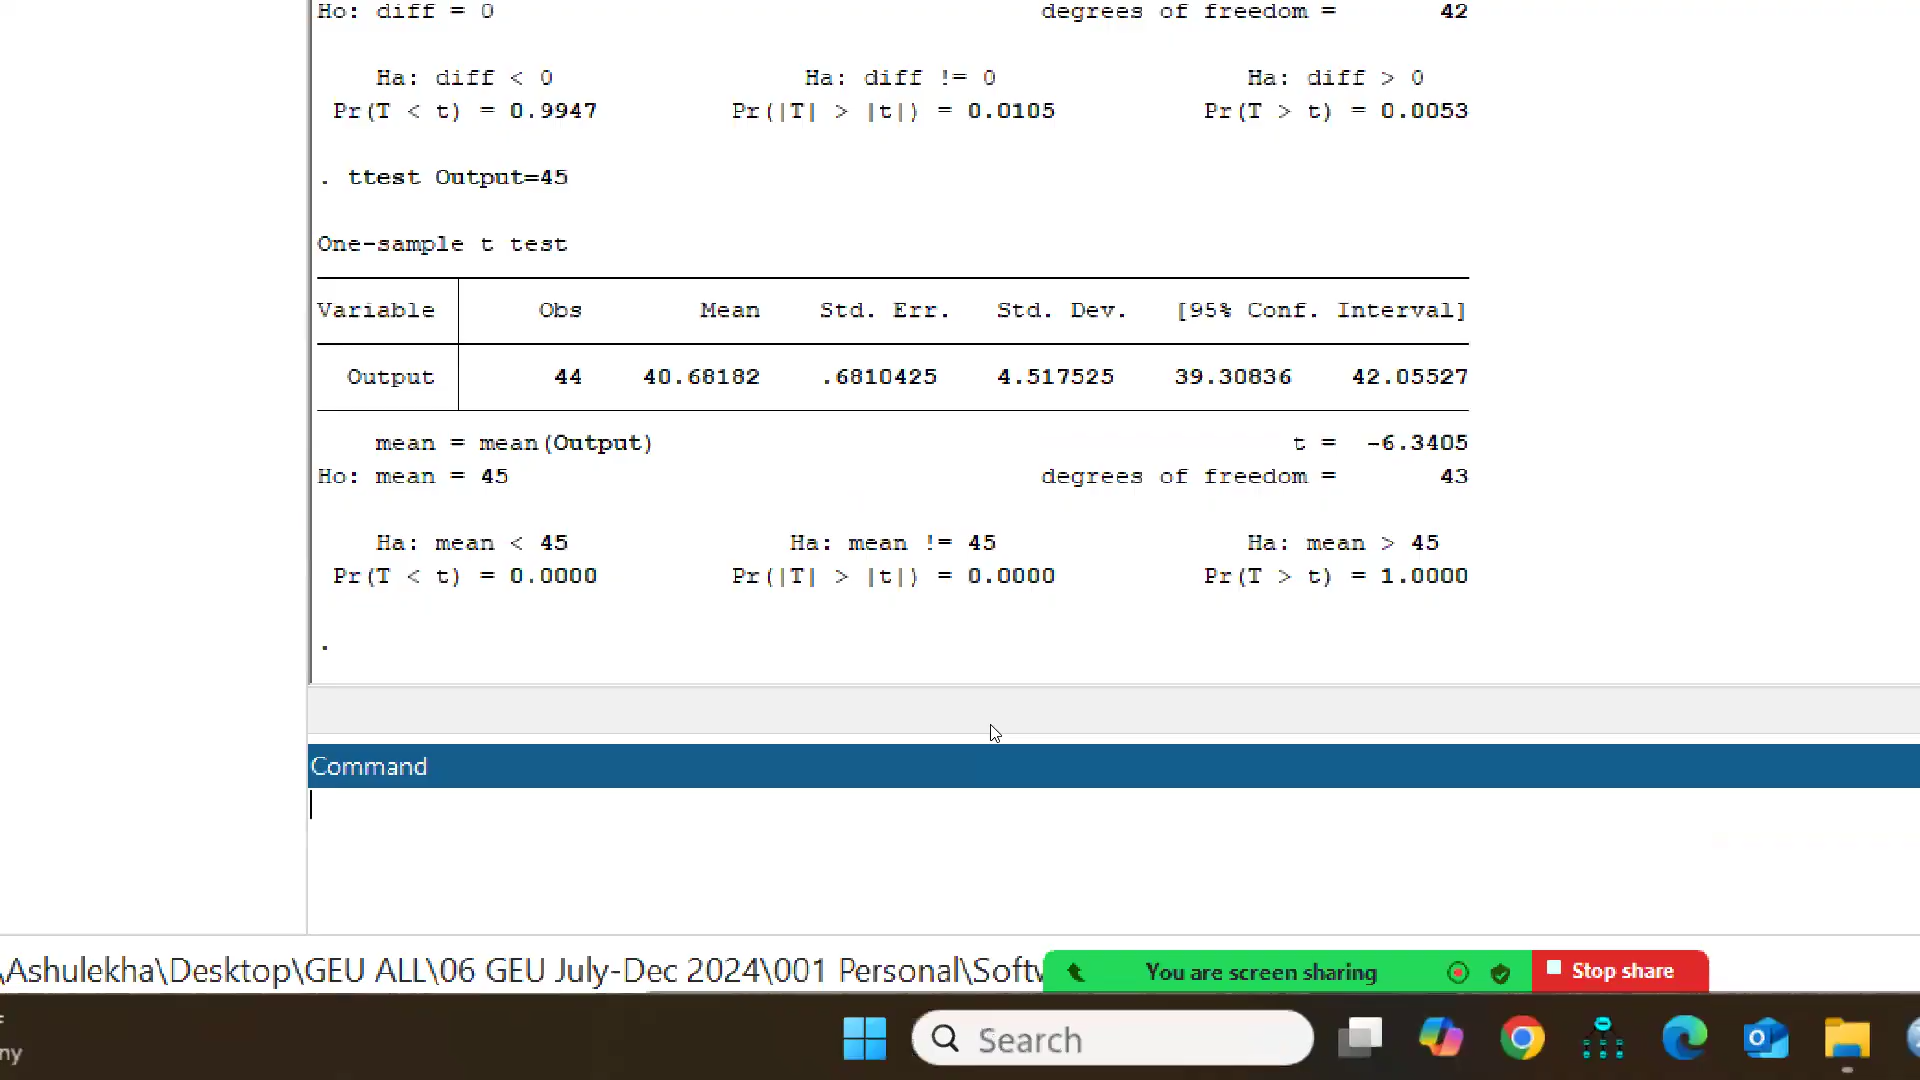 Ho: diff = 0 degrees of freedom = 42
Ha: diff < 0 Ha: diff != 0 Ha: diff > 0
Pr(T < t) = 0.9947 Pr(|T| > |t|) = 0.0105 Pr(T > t) = 0.0053
. ttest Output=45
One-sample t test
Variable Obs Mean Std. Err. Std. Dev. [95% Conf. Interval]
Output 44 40.68182 .6810425 4.517525 39.30836 42.05527
mean = mean(Output) t = -6.3405
Ho: mean = 45 degrees of freedom = 43
Ha: mean < 45 Ha: mean != 45 Ha: mean > 45
Pr(T < t) = 0.0000 Pr(|T| > |t|) = 0.0000 Pr(T > t) = 1.0000
.
Command
\Ashulekha\Desktop\GEU ALL\06 GEU July-Dec 2024\001 Personal\Soft
You are screen sharing Stop share
Search